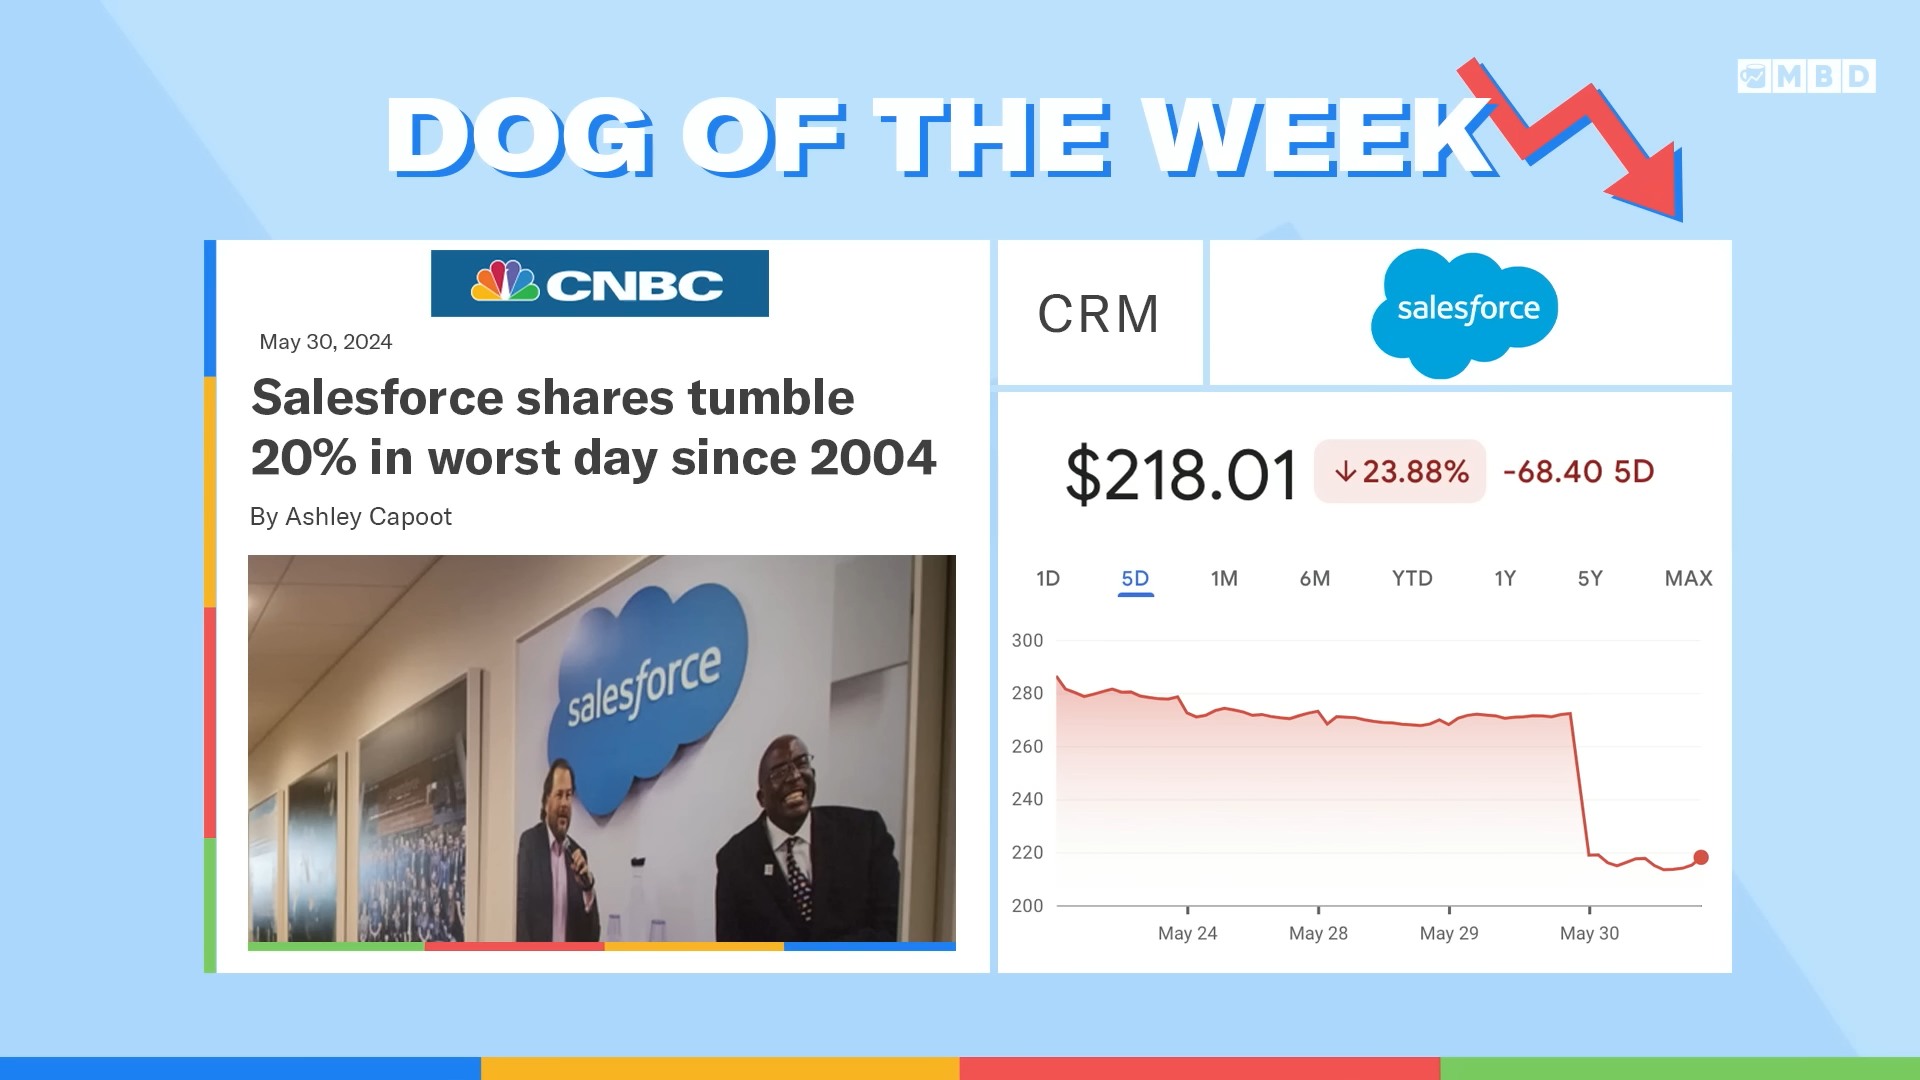 DOG OF THE WEEK
MBD
CNBC
May 30, 2024
Salesforce shares tumble
20% in worst day since 2004
By Ashley Capoot
salesforce
CRM
salesforce
$218.01 ↓23.88% -68.40 5D
1D 5D 1M 6M YTD 1Y 5Y MAX
300
280
260
240
220
200
May 24 May 28 May 29 May 30